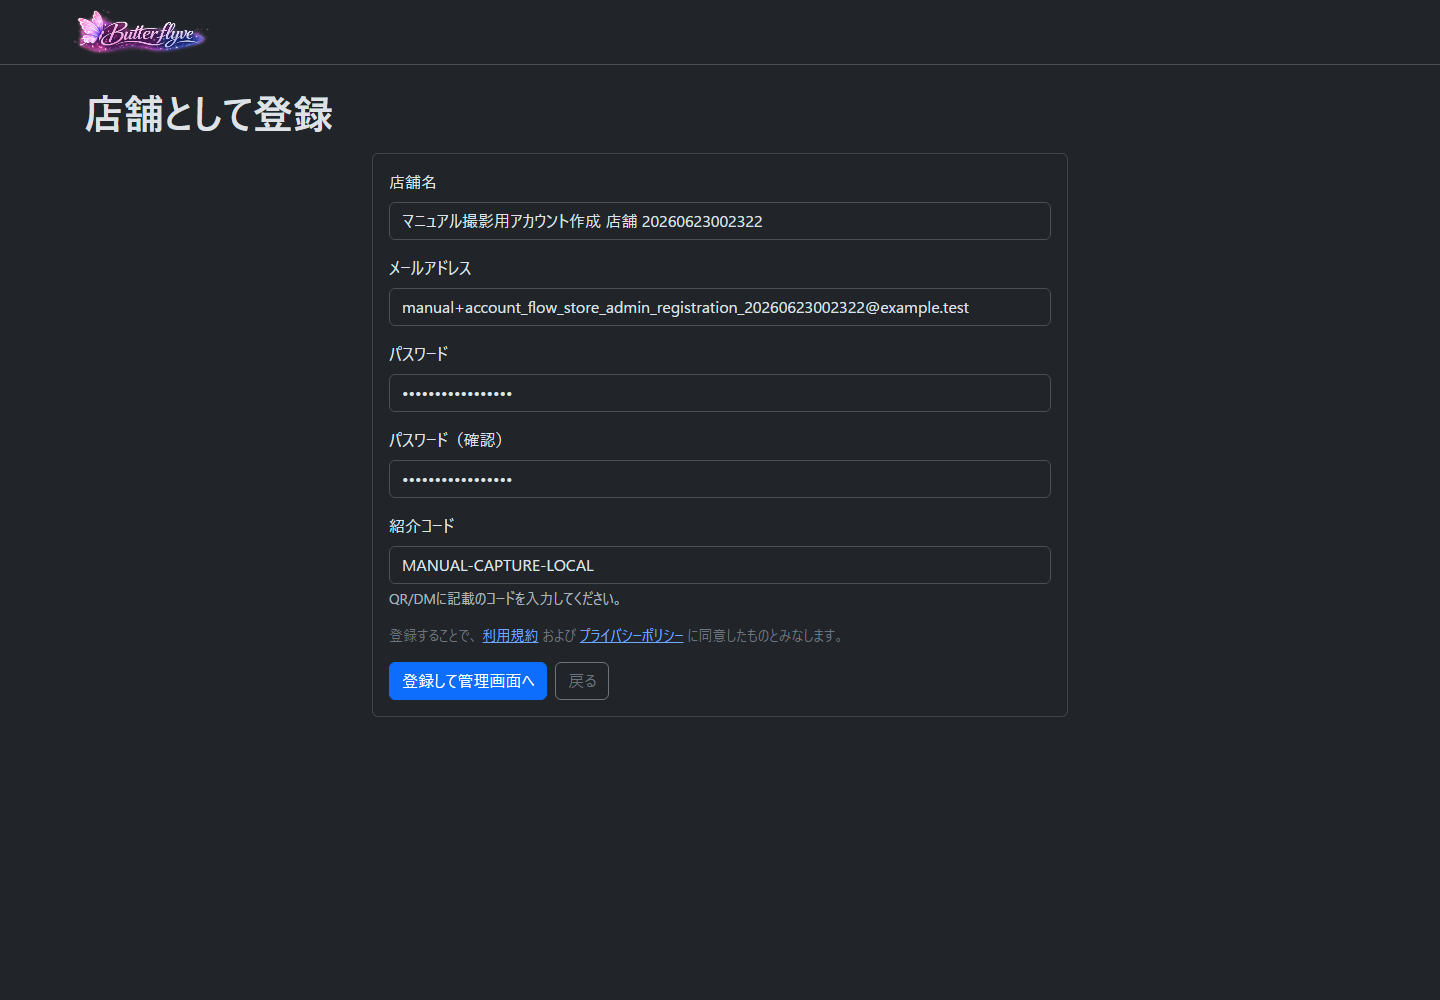 Butterflyve
店舗として登録
店舗名
マニュアル撮影用アカウント作成 店舗 20260623002322
メールアドレス
manual+account_flow_store_admin_registration_20260623002322@example.test
パスワード
•••••••••••••••••
パスワード（確認）
•••••••••••••••••
紹介コード
MANUAL-CAPTURE-LOCAL
QR/DMに記載のコードを入力してください。
登録することで、 利用規約 および プライバシーポリシー に同意したものとみなします。
登録して管理画面へ 戻る